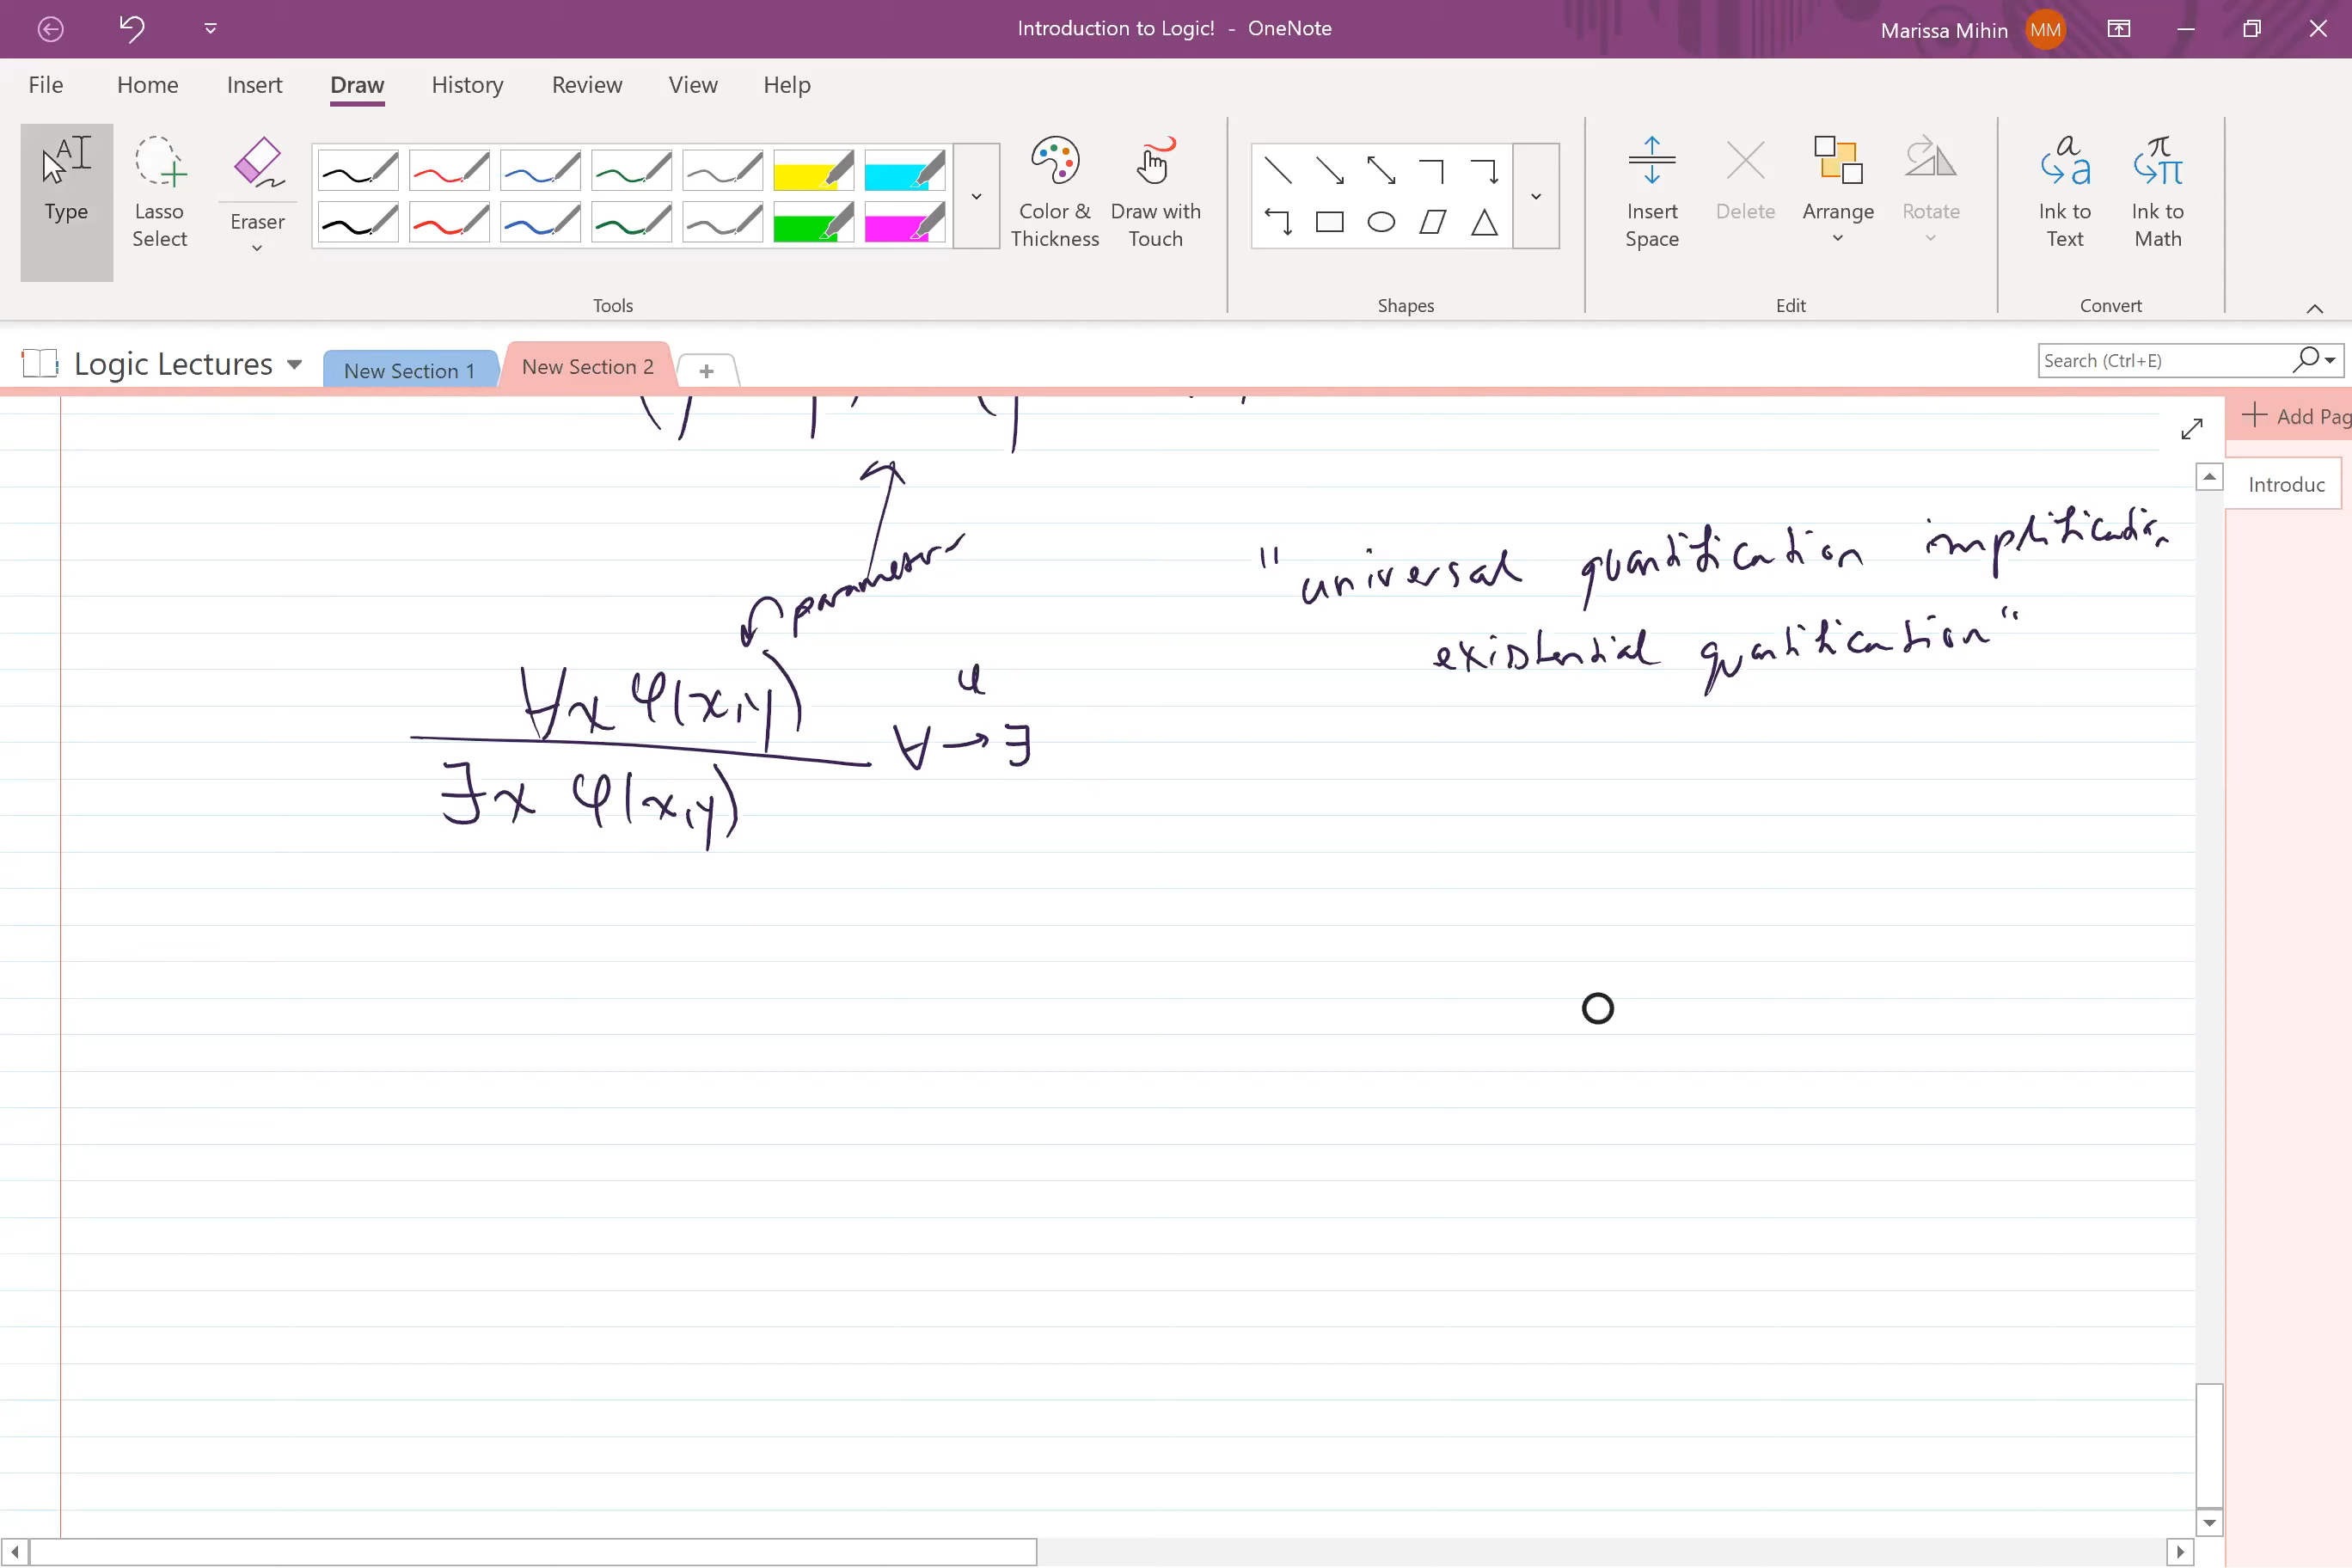 Introduction to Logic! - OneNote
Marissa Mihin MM
File Home Insert Draw History Review View Help
Type
Lasso Select
Eraser
Color & Thickness
Draw with Touch
Tools
Shapes
Insert Space
Delete
Arrange
Rotate
Edit
Ink to Text
Ink to Math
Convert
Logic Lectures New Section 1 New Section 2 +
Search (Ctrl+E)
Add Pag
Introduc
"universal quantification implification
existential quantification"
parameter
∀x φ(x,y)
φ
∀→∃
∃x φ(x,y)